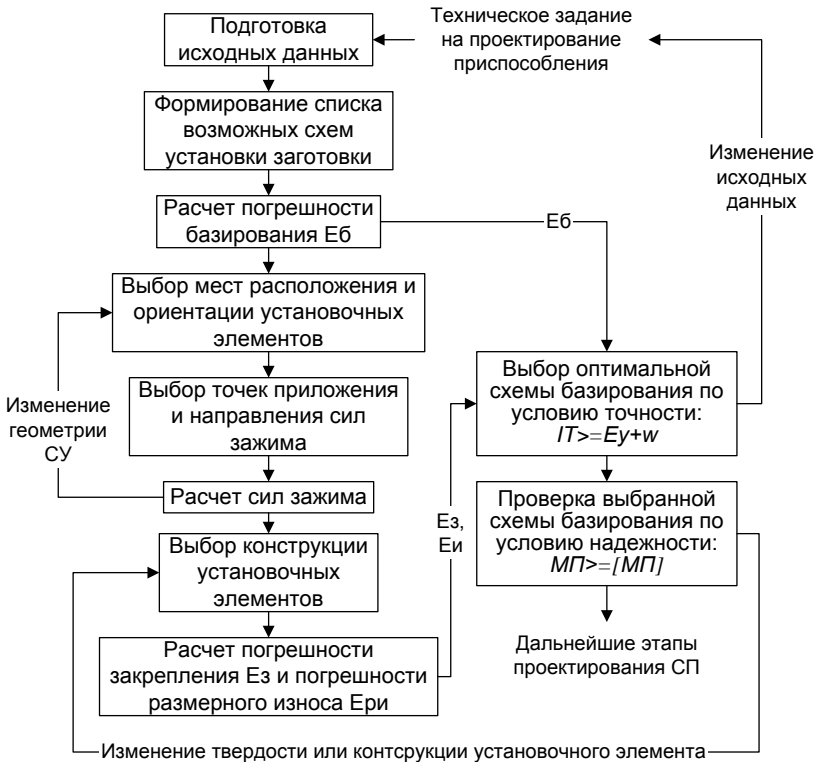 Подготовка
исходных данных
Техническое задание
на проектирование
приспособления
Формирование списка
возможных схем
установки заготовки
Изменение
исходных
данных
Расчет погрешности
базирования Еб
Еб
Выбор мест расположения и
ориентации установочных
элементов
Выбор точек приложения
и направления сил
зажима
Изменение
геометрии
СУ
Расчет сил зажима
Выбор конструкции
установочных
элементов
Расчет погрешности
закрепления Ез и погрешности
размерного износа Ери
Ез,
Еи
Выбор оптимальной
схемы базирования по
условию точности:
IT>=Ey+w
Проверка выбранной
схемы базирования по
условию надежности:
МП>=[МП]
Дальнейшие этапы
проектирования СП
Изменение твердости или контсрукции установочного элемента